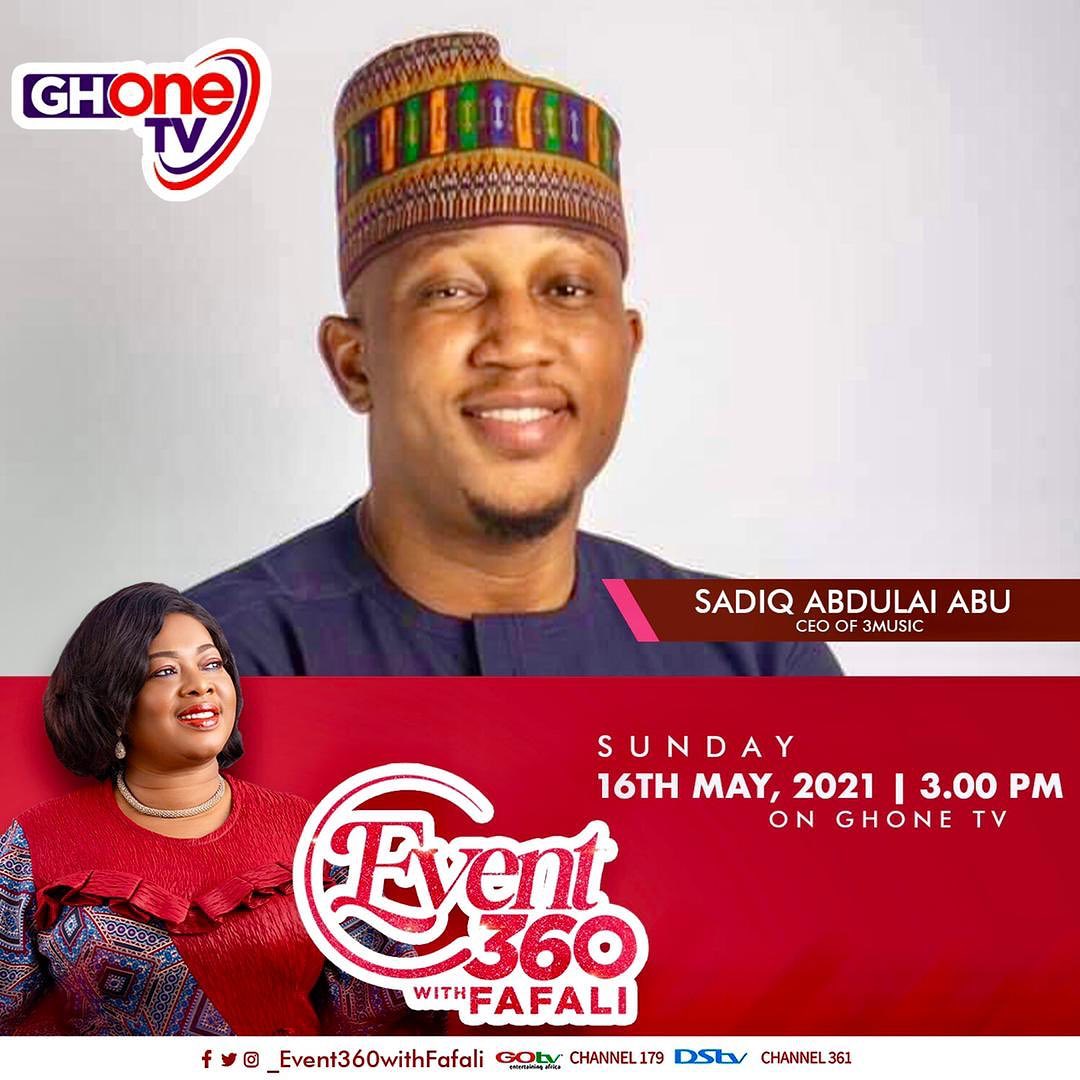 GHONE
TV
SADIQ ABDULAI ABU
CEO OF 3MUSIC
SUNDAY
16TH MAY, 2021 | 3.00 PM
ON GHONE TV
Event
360
WITH FAFALI
_Event360withFafali GOtv CHANNEL 179 DStv CHANNEL 361
entertaining africa